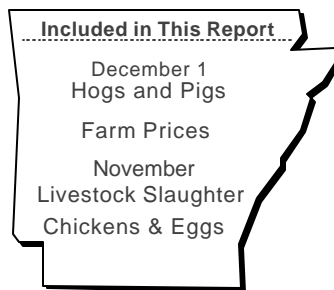 Included in This Report
December 1
Hogs and Pigs
Farm Prices
November
Livestock Slaughter
Chickens & Eggs